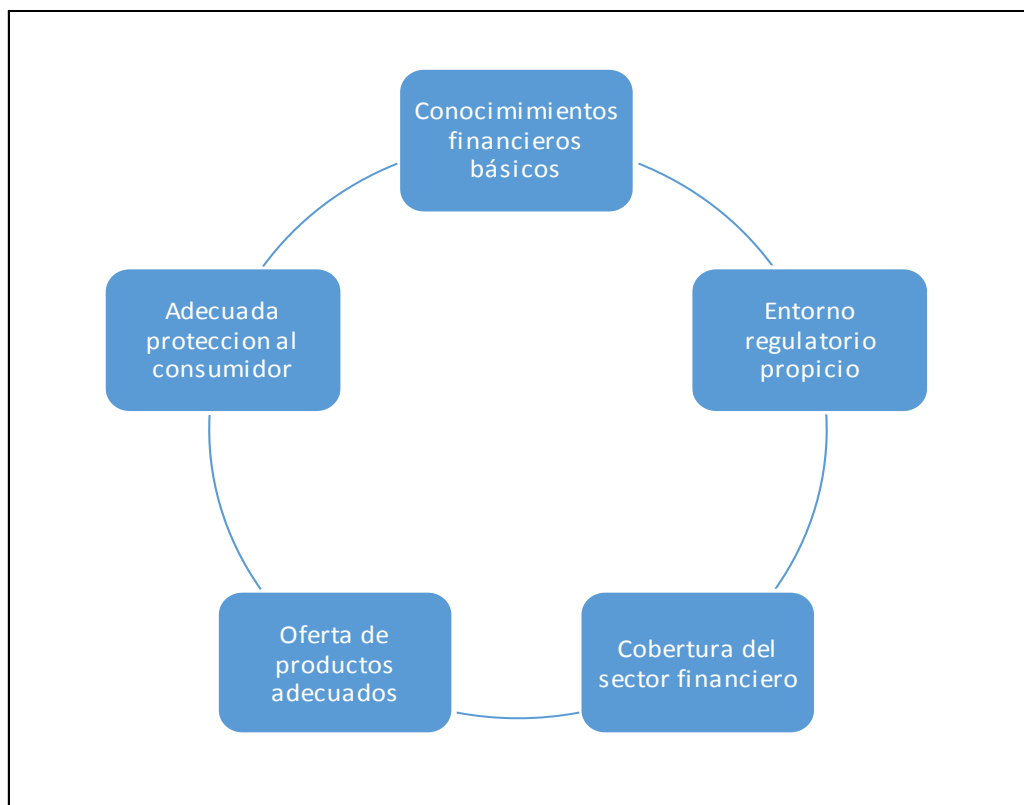 Conocimimientos
financieros
básicos
Entorno
regulatorio
propicio
Cobertura del
sector financiero
Oferta de
productos
adecuados
Adecuada
proteccion al
consumidor